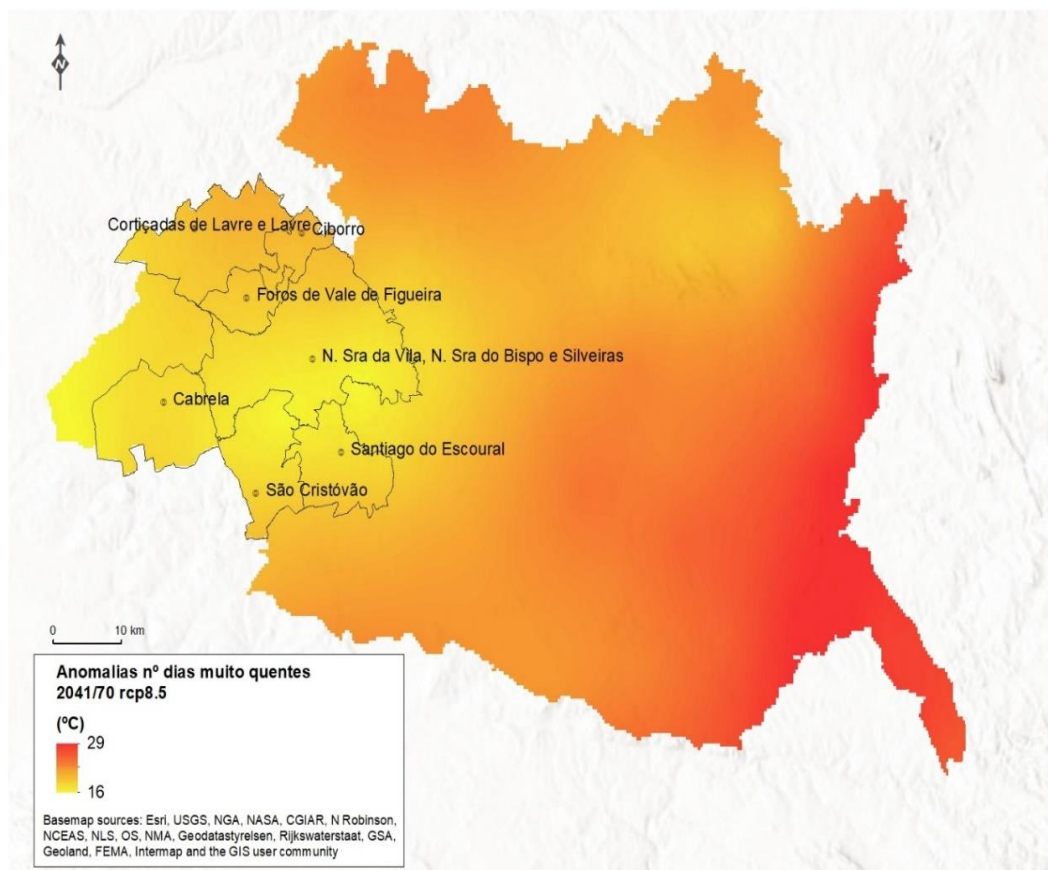 N
Cortiçadas de Lavre e Lavre
Ciborro
Foros de Vale de Figueira
N. Sra da Vila, N. Sra do Bispo e Silveiras
Cabrela
Santiago do Escoural
São Cristóvão
0 10 km
Anomalias nº dias muito quentes
2041/70 rcp8.5
(ºC)
29
16
Basemap sources: Esri, USGS, NGA, NASA, CGIAR, N Robinson,
NCEAS, NLS, OS, NMA, Geodatastyrelsen, Rijkswaterstaat, GSA,
Geoland, FEMA, Intermap and the GIS user community